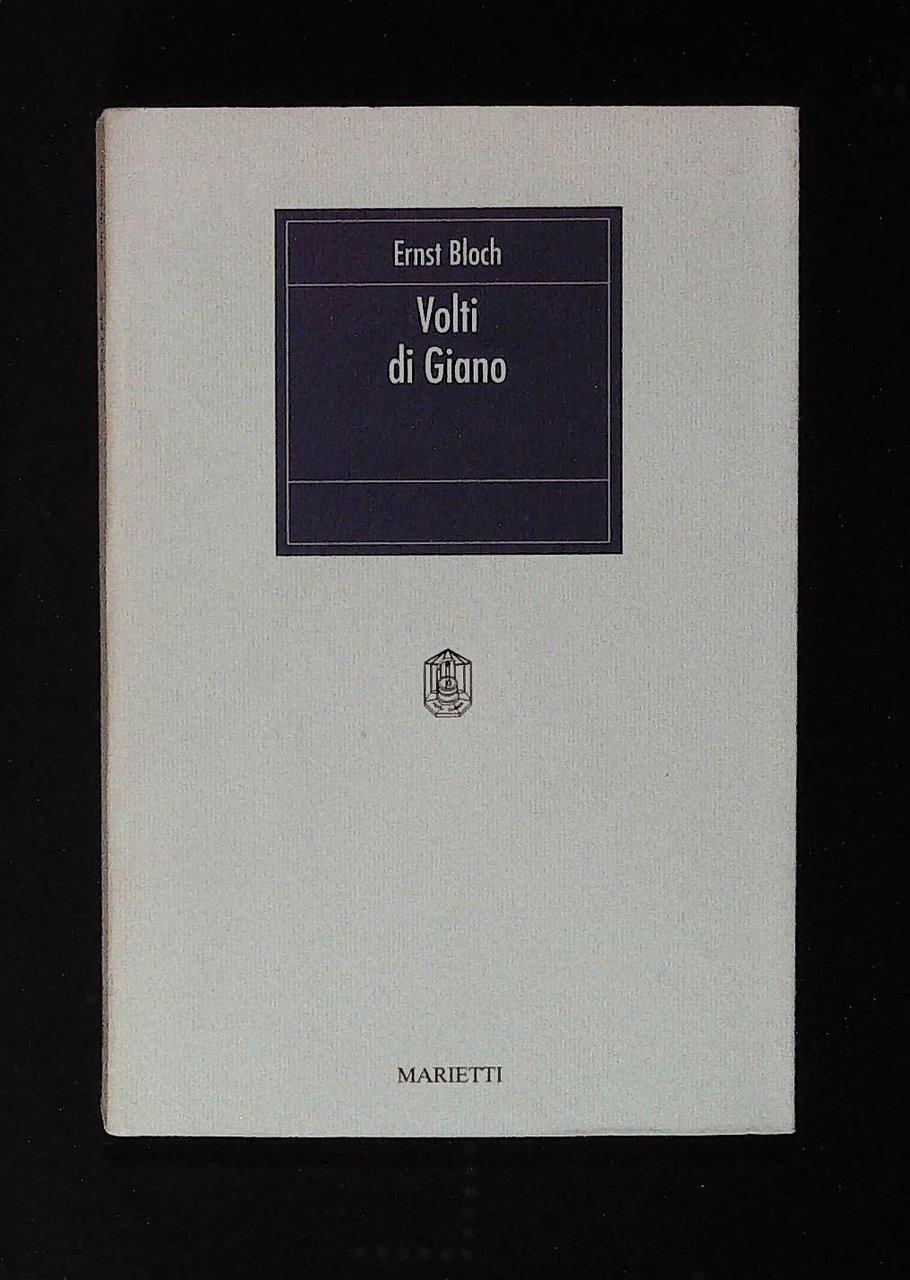 Ernst Bloch
Volti
di Giano
MARIETTI